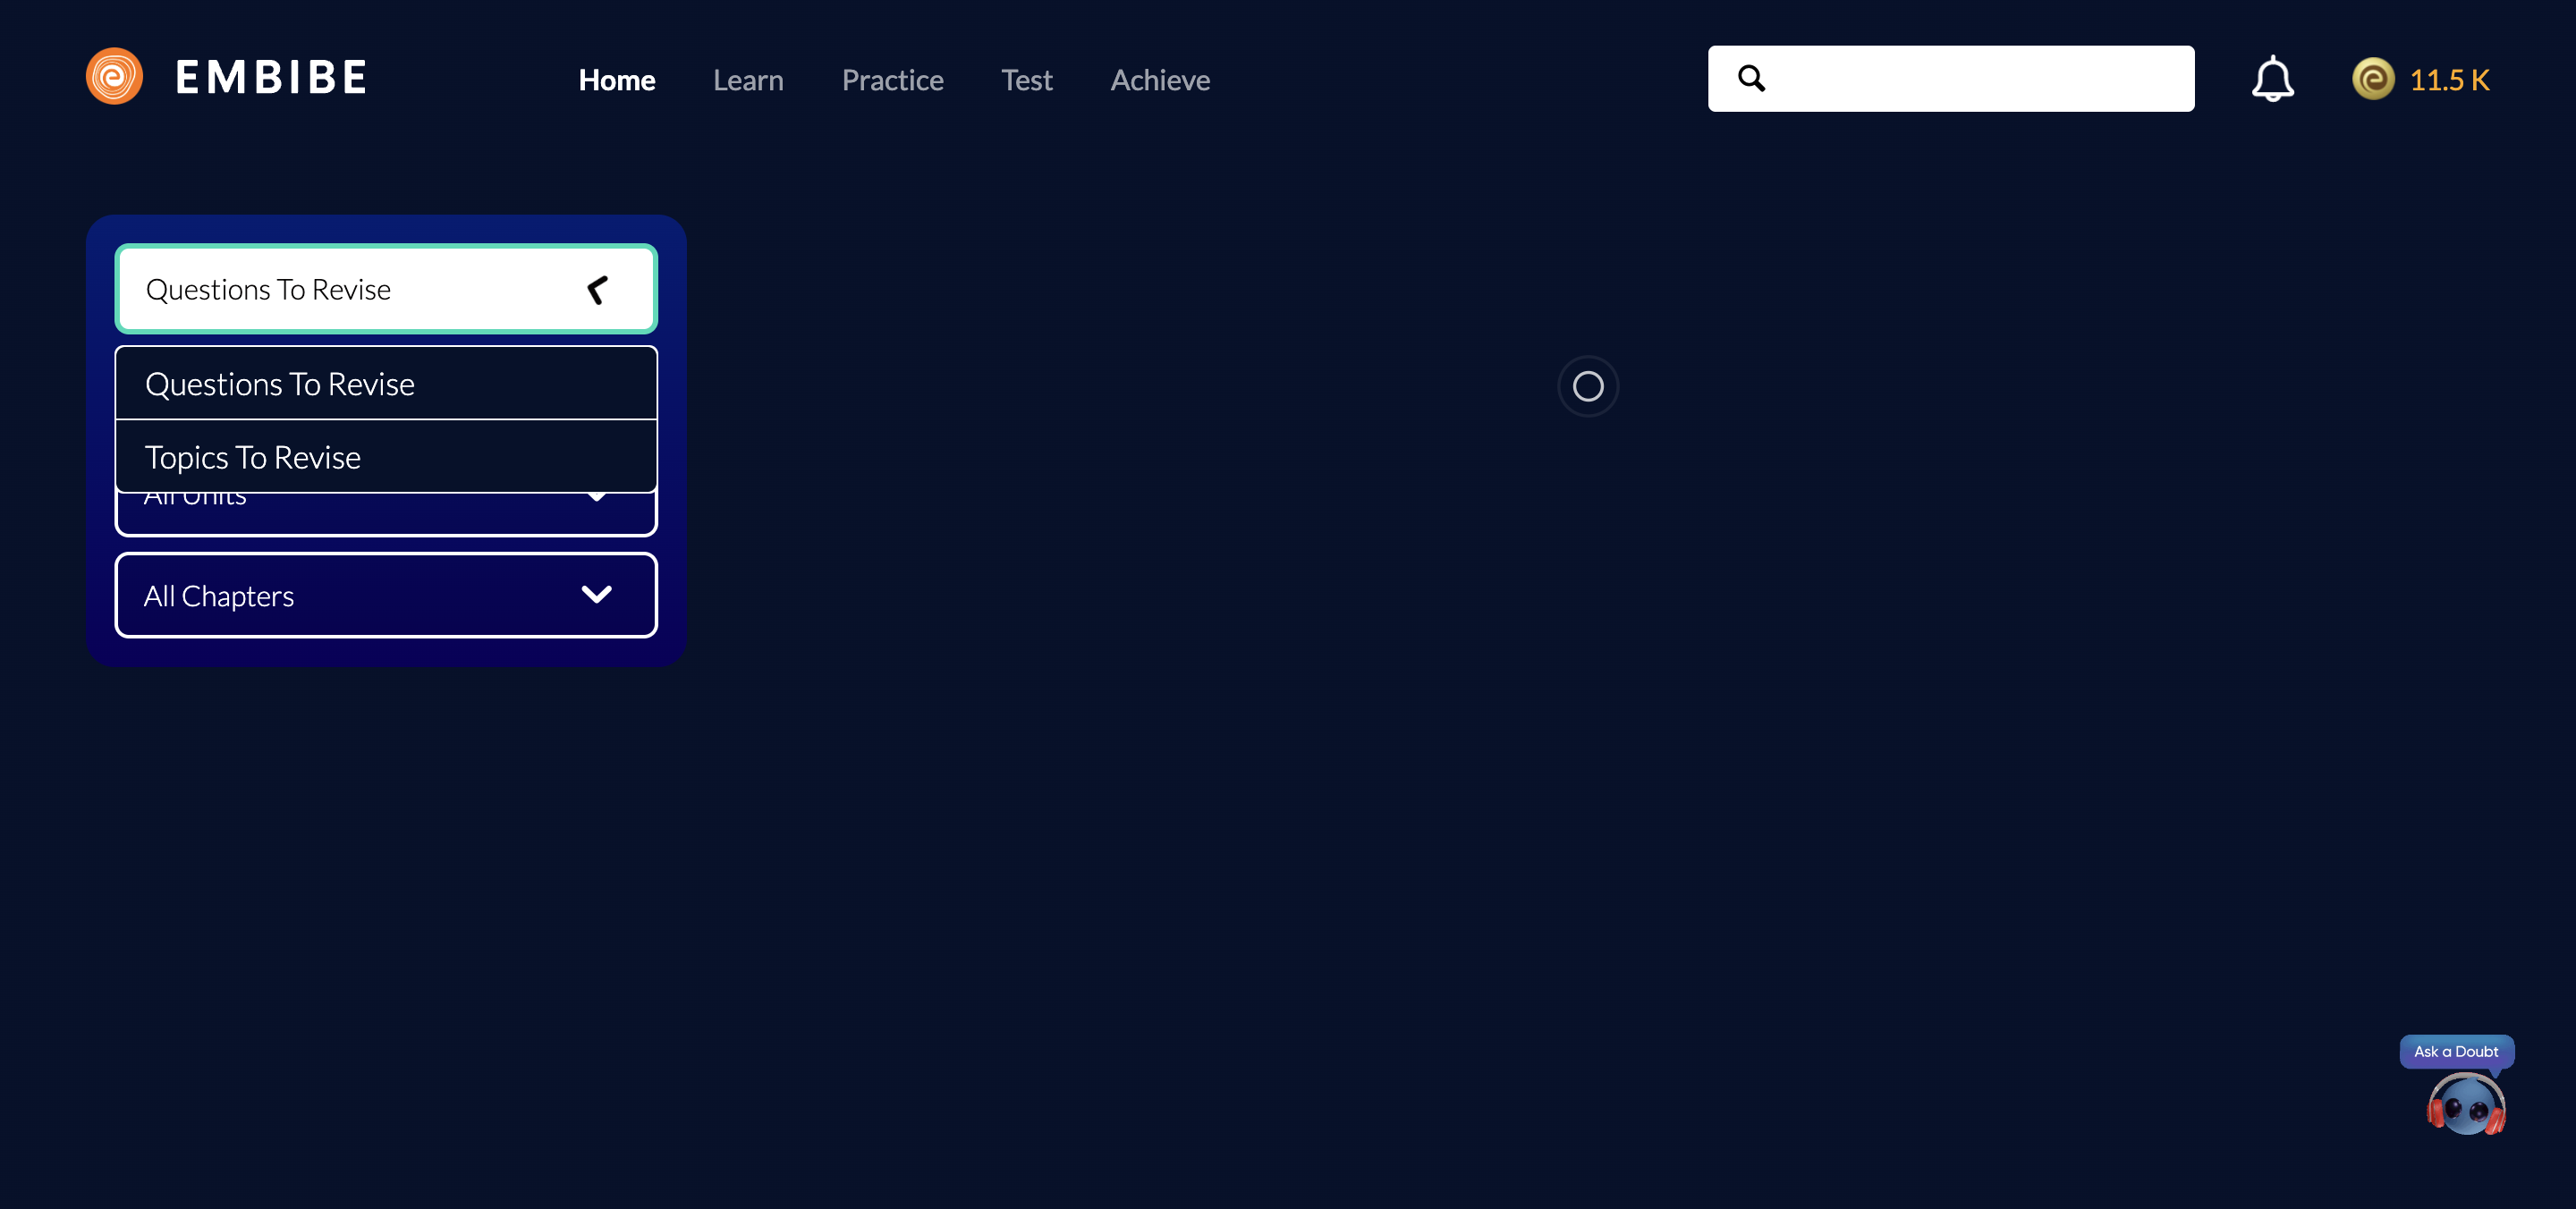 EMBIBE
Home Learn Practice Test Achieve
11.5 K
Questions To Revise
Questions To Revise
Topics To Revise
All Units
All Chapters
Ask a Doubt